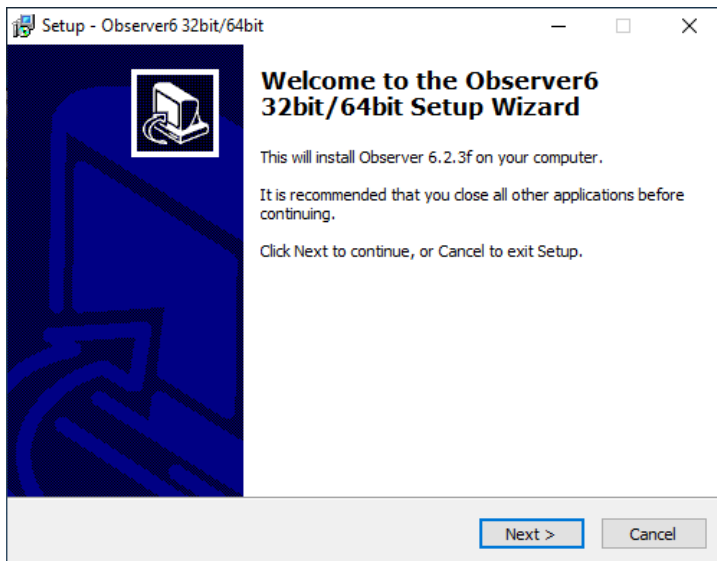 Setup - Observer6 32bit/64bit
Welcome to the Observer6
32bit/64bit Setup Wizard
This will install Observer 6.2.3f on your computer.
It is recommended that you close all other applications before
continuing.
Click Next to continue, or Cancel to exit Setup.
Next >
Cancel